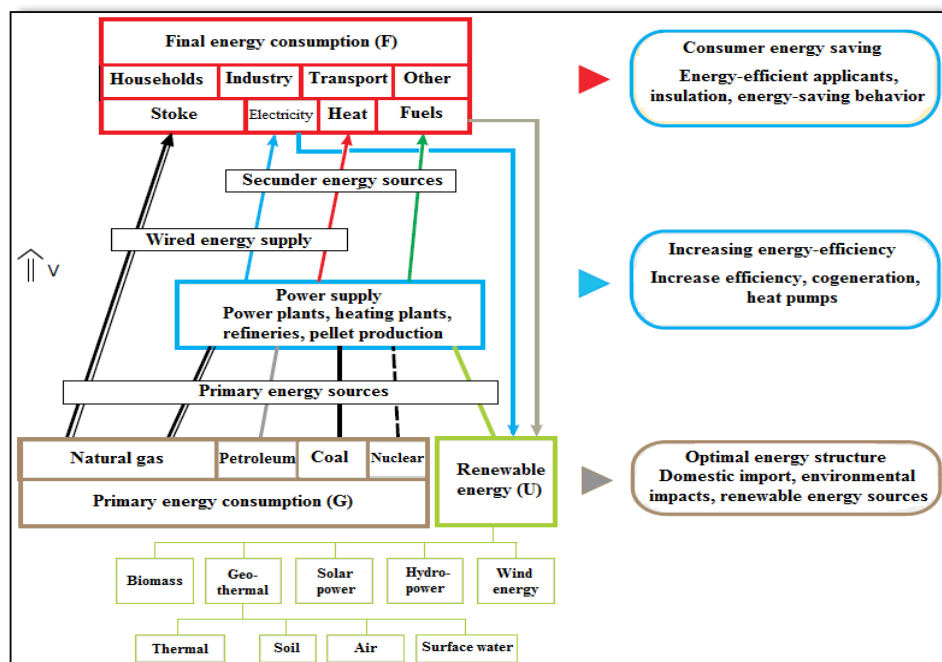 Final energy consumption (F)
Households Industry Transport Other
Stoke Electricity Heat Fuels
Secunder energy sources
Wired energy supply
v
Power supply
Power plants, heating plants,
refineries, pellet production
Primary energy sources
Natural gas Petroleum Coal Nuclear
Primary energy consumption (G)
Renewable
energy (U)
Biomass
Geo-
thermal
Solar
power
Hydro-
power
Wind
energy
Thermal
Soil
Air
Surface water
Consumer energy saving
Energy-efficient applicants,
insulation, energy-saving behavior
Increasing energy-efficiency
Increase efficiency, cogeneration,
heat pumps
Optimal energy structure
Domestic import, environmental
impacts, renewable energy sources